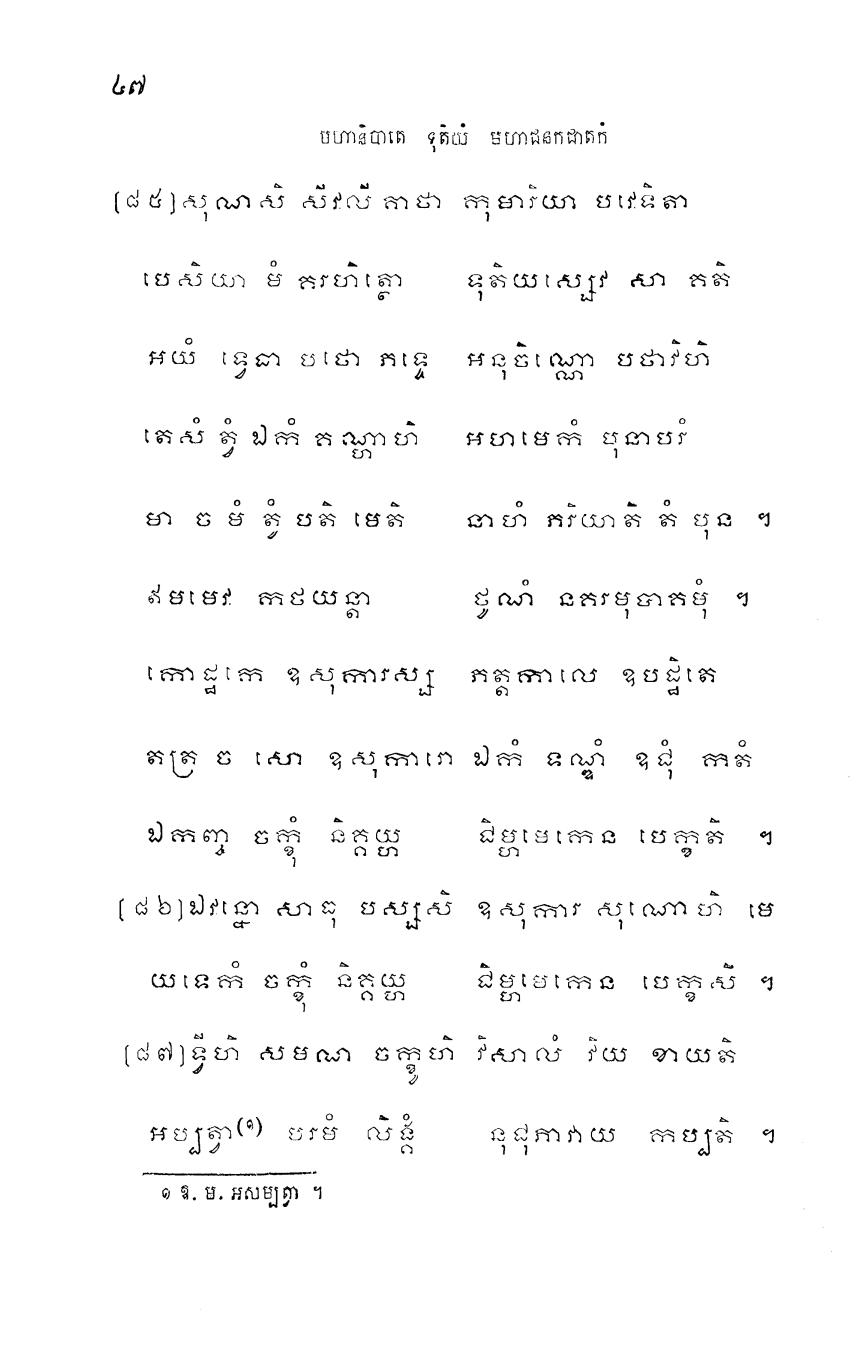 ៤៧
មហានិបាតេ ទុតិយំ មហាជនកជាតកំ
[៨៥] សុណាសិ សីវលី គាថា កុមារិយា បវេទិតា
បេសិយា មំ គរហិត្ថោ ទុតិយស្សេវ សា គតិ
អយំ ទ្វេធា បថោ ភទ្ទេ អនុចិណ្ណោ បថាវិហិ
តេសំ ត្វំ ឯកំ គណ្ហាហិ អហមេកំ បុនាបរំ
មា ច មំ ត្វំ បតិ មេតិ នាហំ ភរិយាតិ តំ បុន ។
ឥមមេវ កថយន្តា ថូណំ នគរមុបាគមុំ ។
កោដ្ឋកេ ឧសុការស្ស ភត្តកាលេ ឧបដ្ឋិតេ
តត្រ ច សោ ឧសុការោ ឯកំ ទណ្ឌំ ឧជុំ កតំ
ឯកញ្ច ចក្ខុំ និគ្គយ្ហ ជិម្ហមេកេន បេក្ខតិ ។
[៨៦] ឯវន្នោ សាធុ បស្សសិ ឧសុការ សុណោហិ មេ
យទេកំ ចក្ខុំ និគ្គយ្ហ ជិម្ហមេកេន បេក្ខសិ ។
[៨៧] ទ្វីហិ សមណ ចក្ខូហិ វិសាលំ វិយ ខាយតិ
អប្បត្វា(១) បរមំ លិង្គំ នុជុភាវាយ កប្បតិ ។
១ ឱ. ម. អសម្បត្វា ។